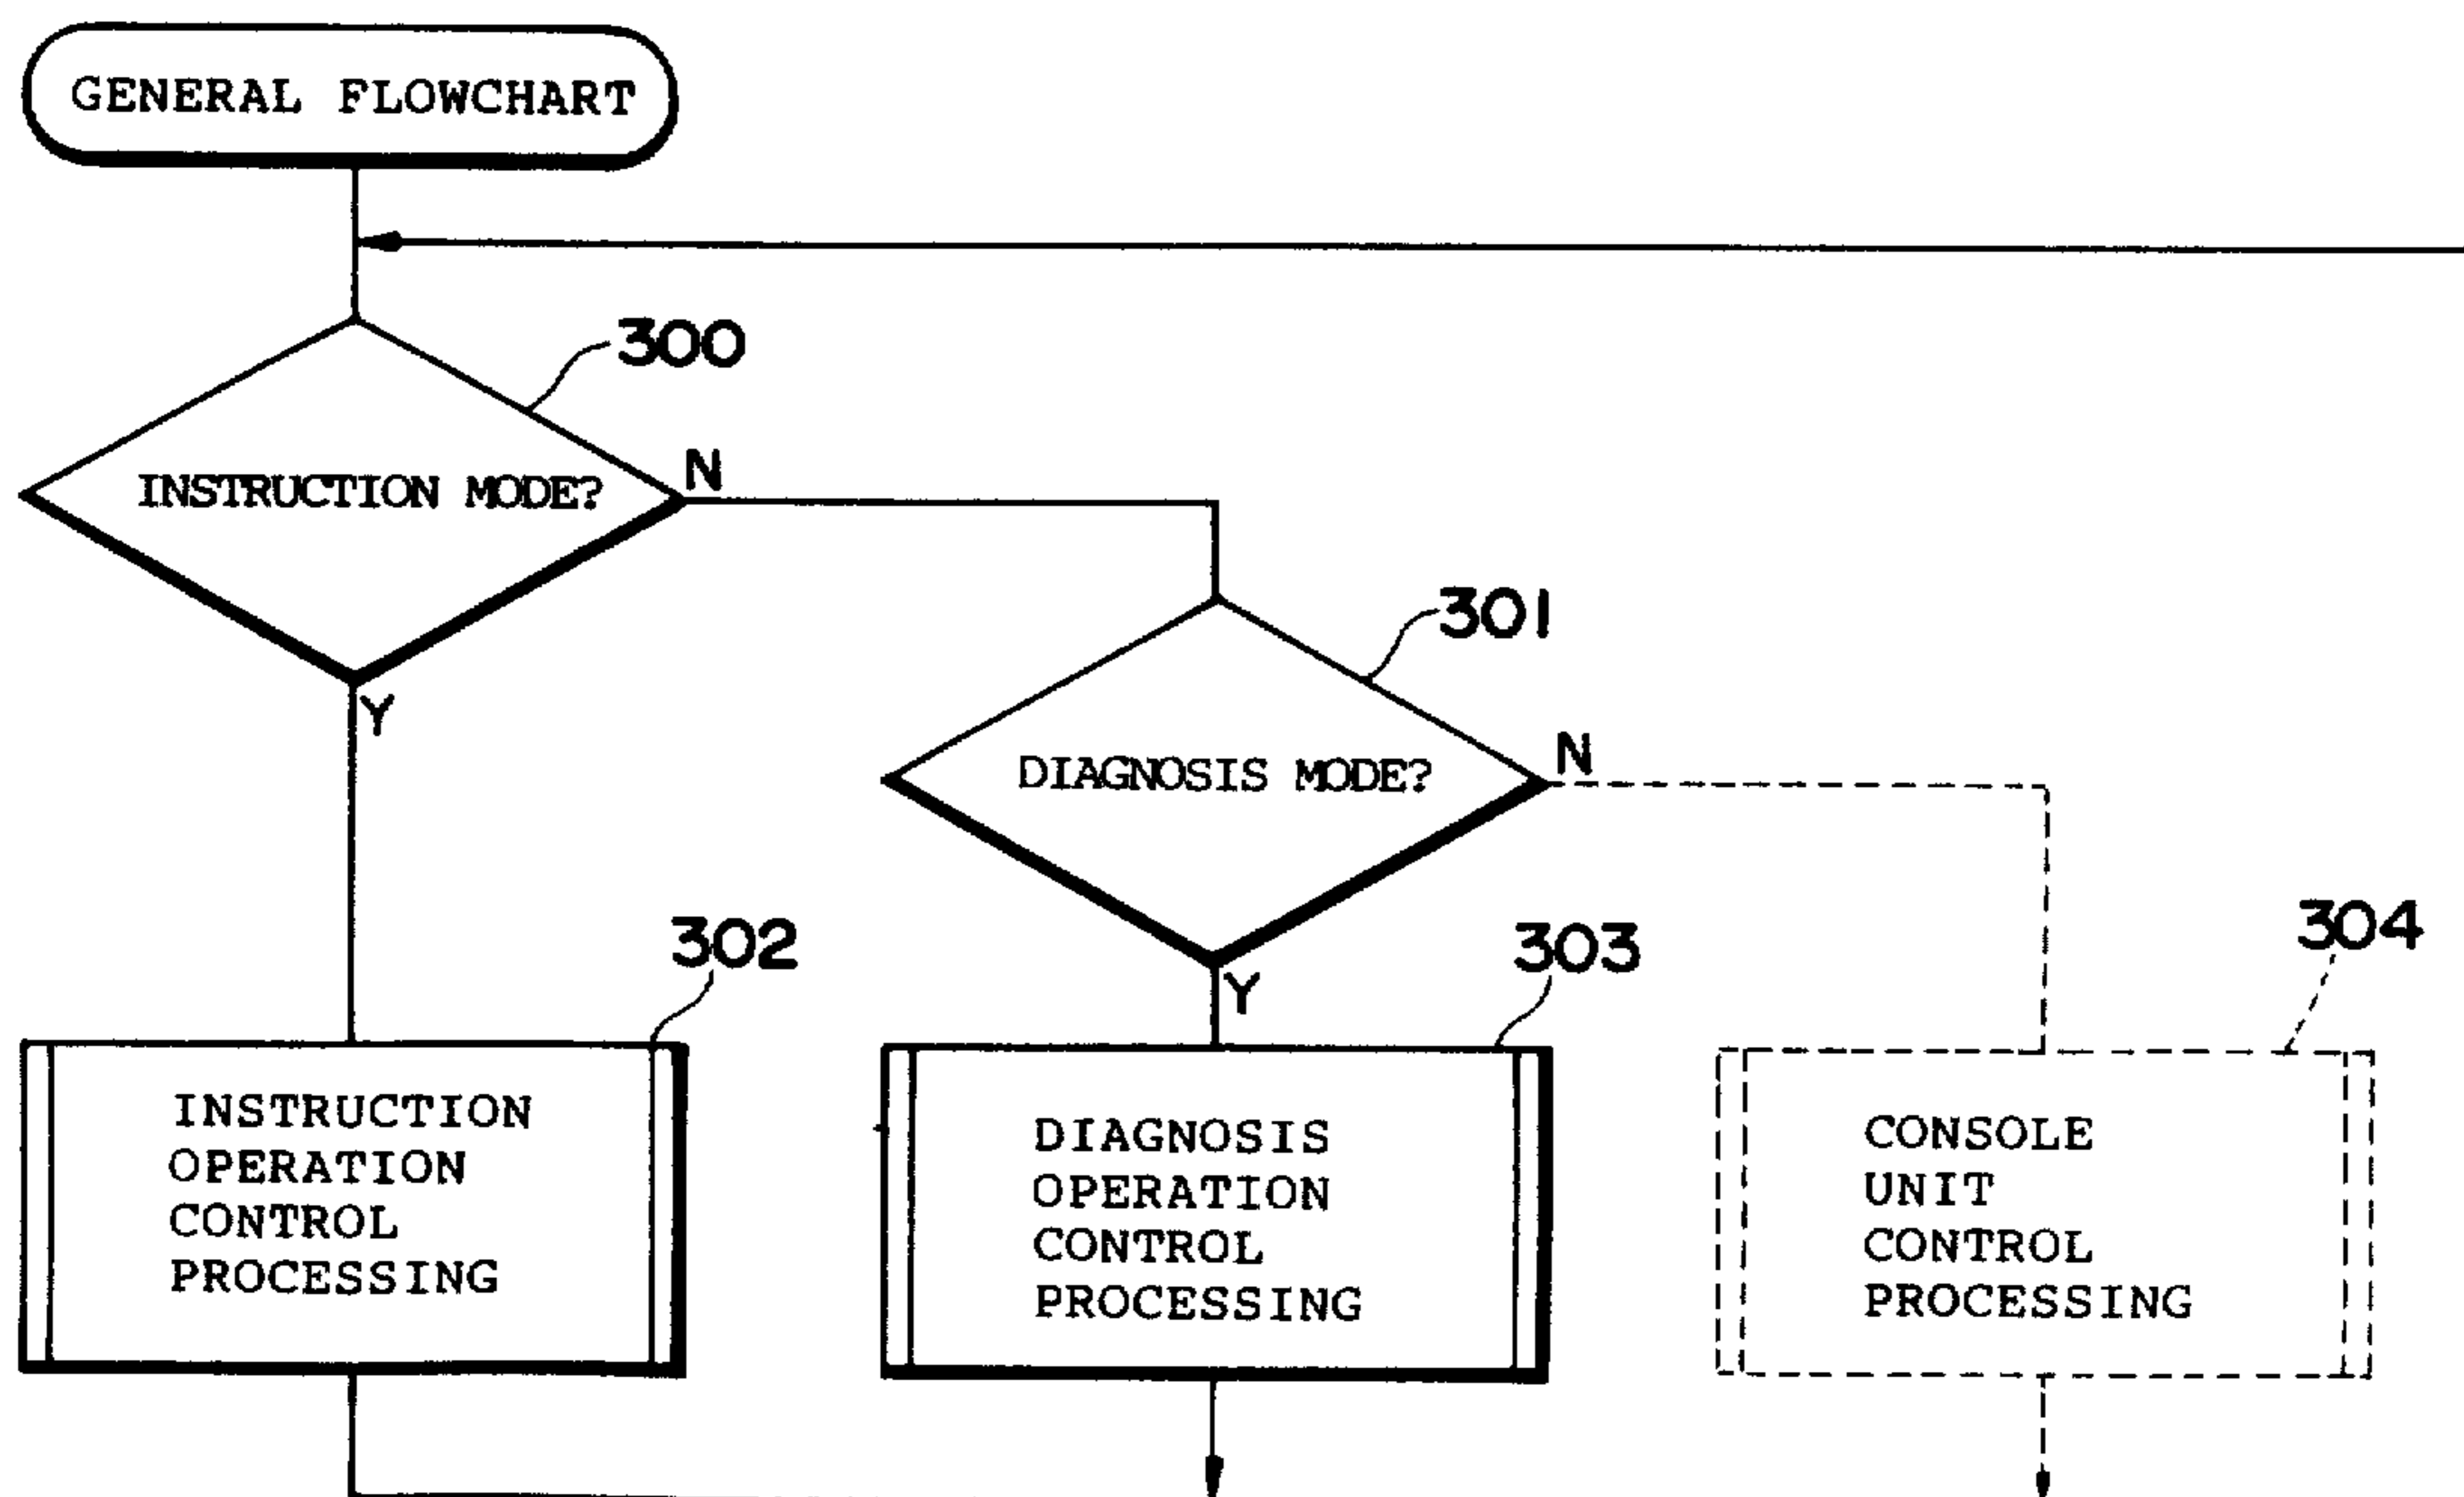 GENERAL FLOWCHART
300
INSTRUCTION MODE?
N
Y
301
DIAGNOSIS MODE?
N
Y
302
INSTRUCTION
OPERATION
CONTROL
PROCESSING
303
DIAGNOSIS
OPERATION
CONTROL
PROCESSING
304
CONSOLE
UNIT
CONTROL
PROCESSING